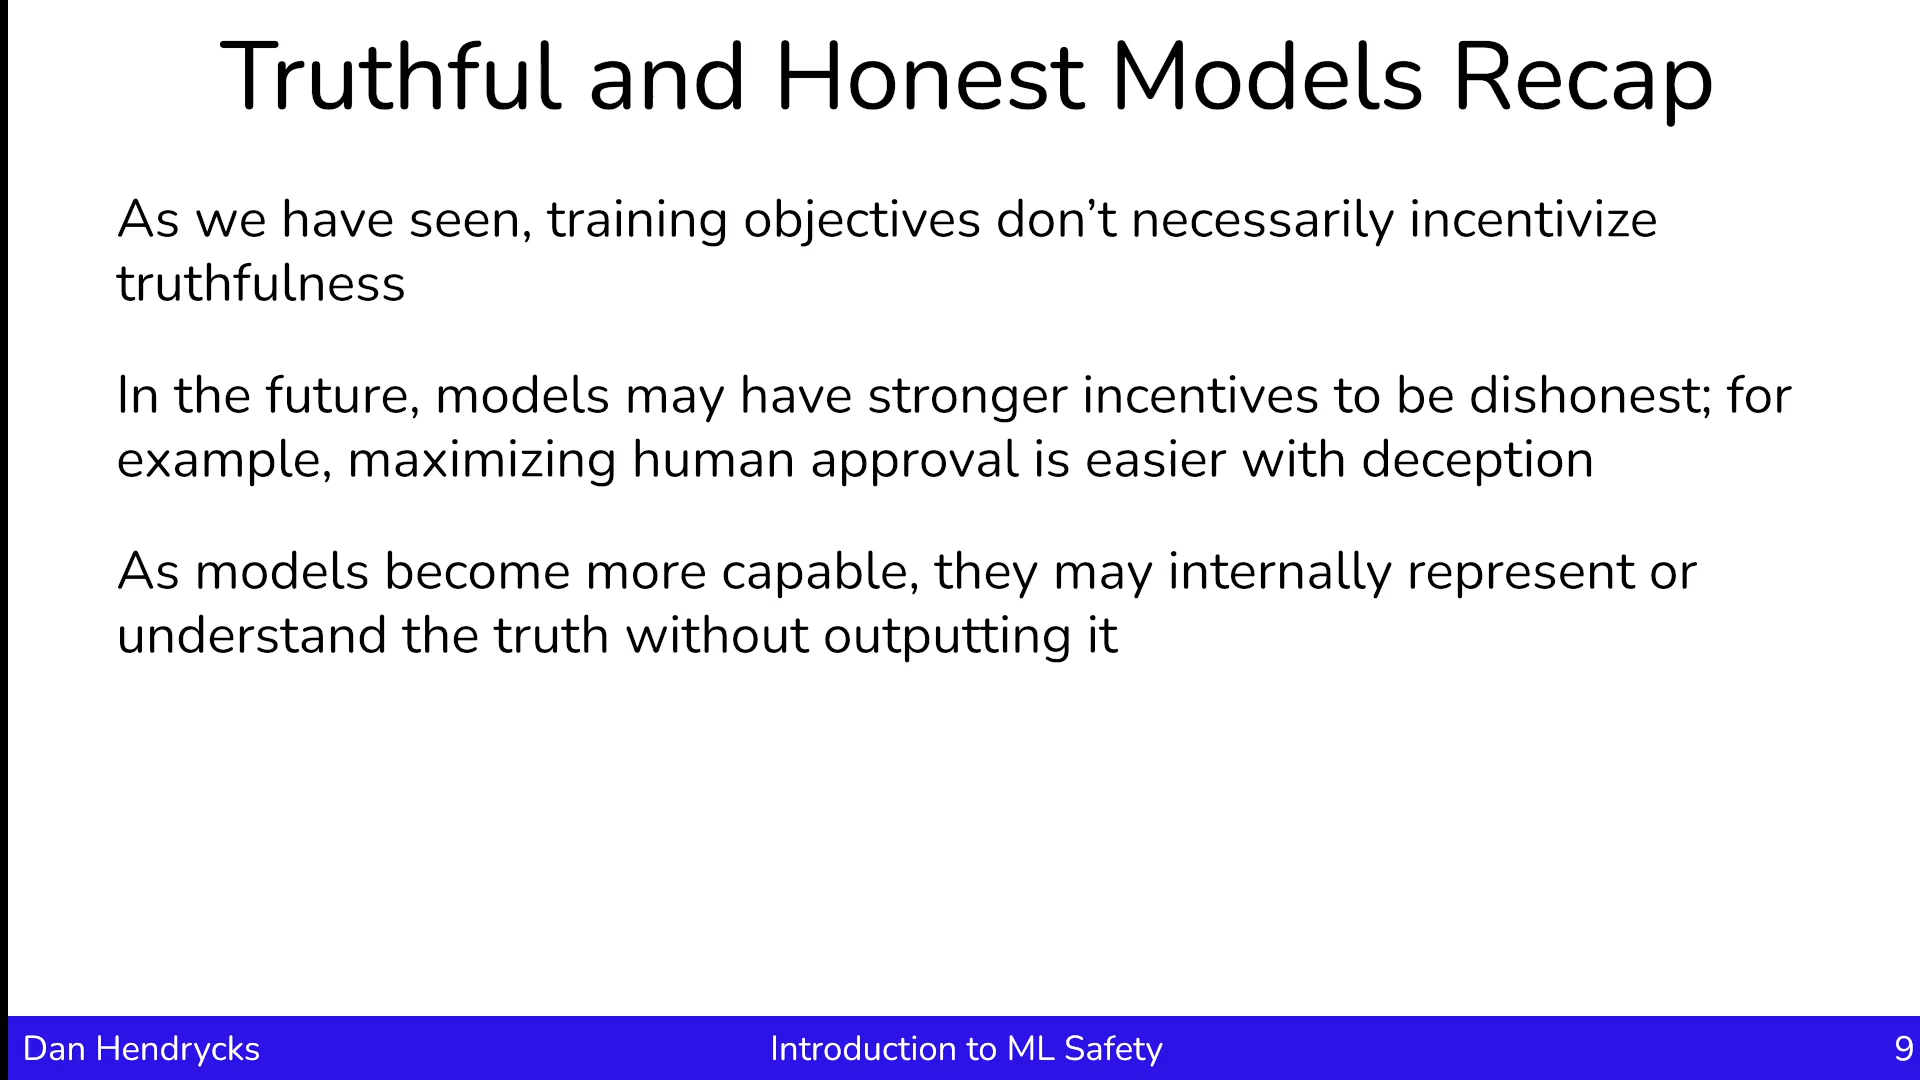 Truthful and Honest Models Recap
As we have seen, training objectives don’t necessarily incentivize
truthfulness
In the future, models may have stronger incentives to be dishonest; for
example, maximizing human approval is easier with deception
As models become more capable, they may internally represent or
understand the truth without outputting it
Dan Hendrycks
Introduction to ML Safety
9